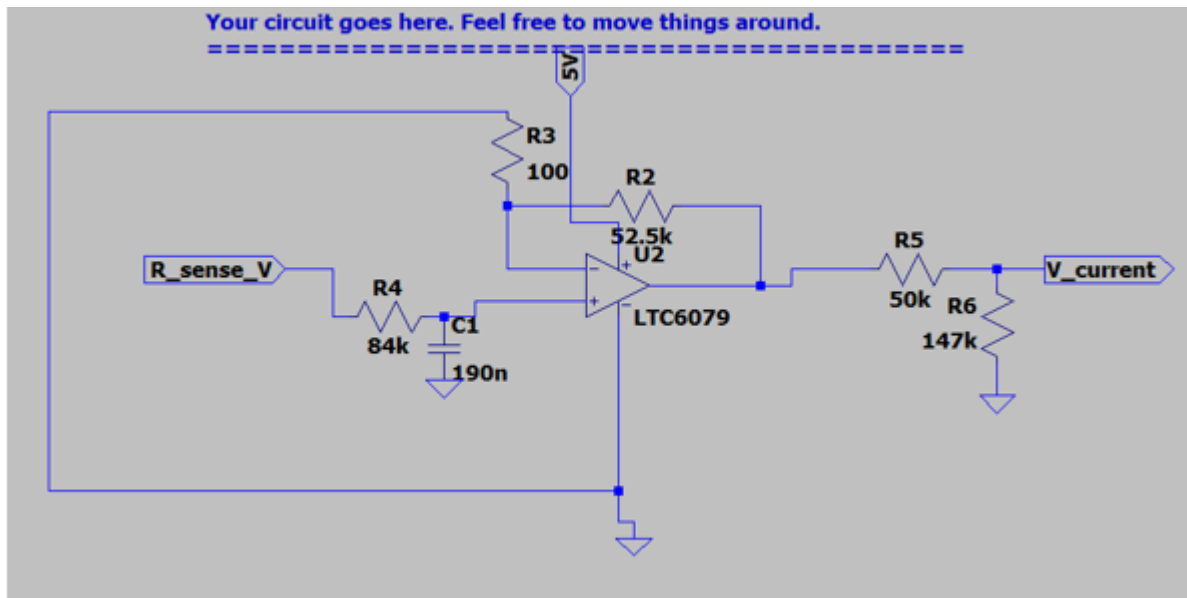 Your circuit goes here. Feel free to move things around.
==========================================
5V
R3
100
R2
52.5k
U2
R_sense_V
R4
84k
C1
190n
LTC6079
R5
50k
V_current
R6
147k